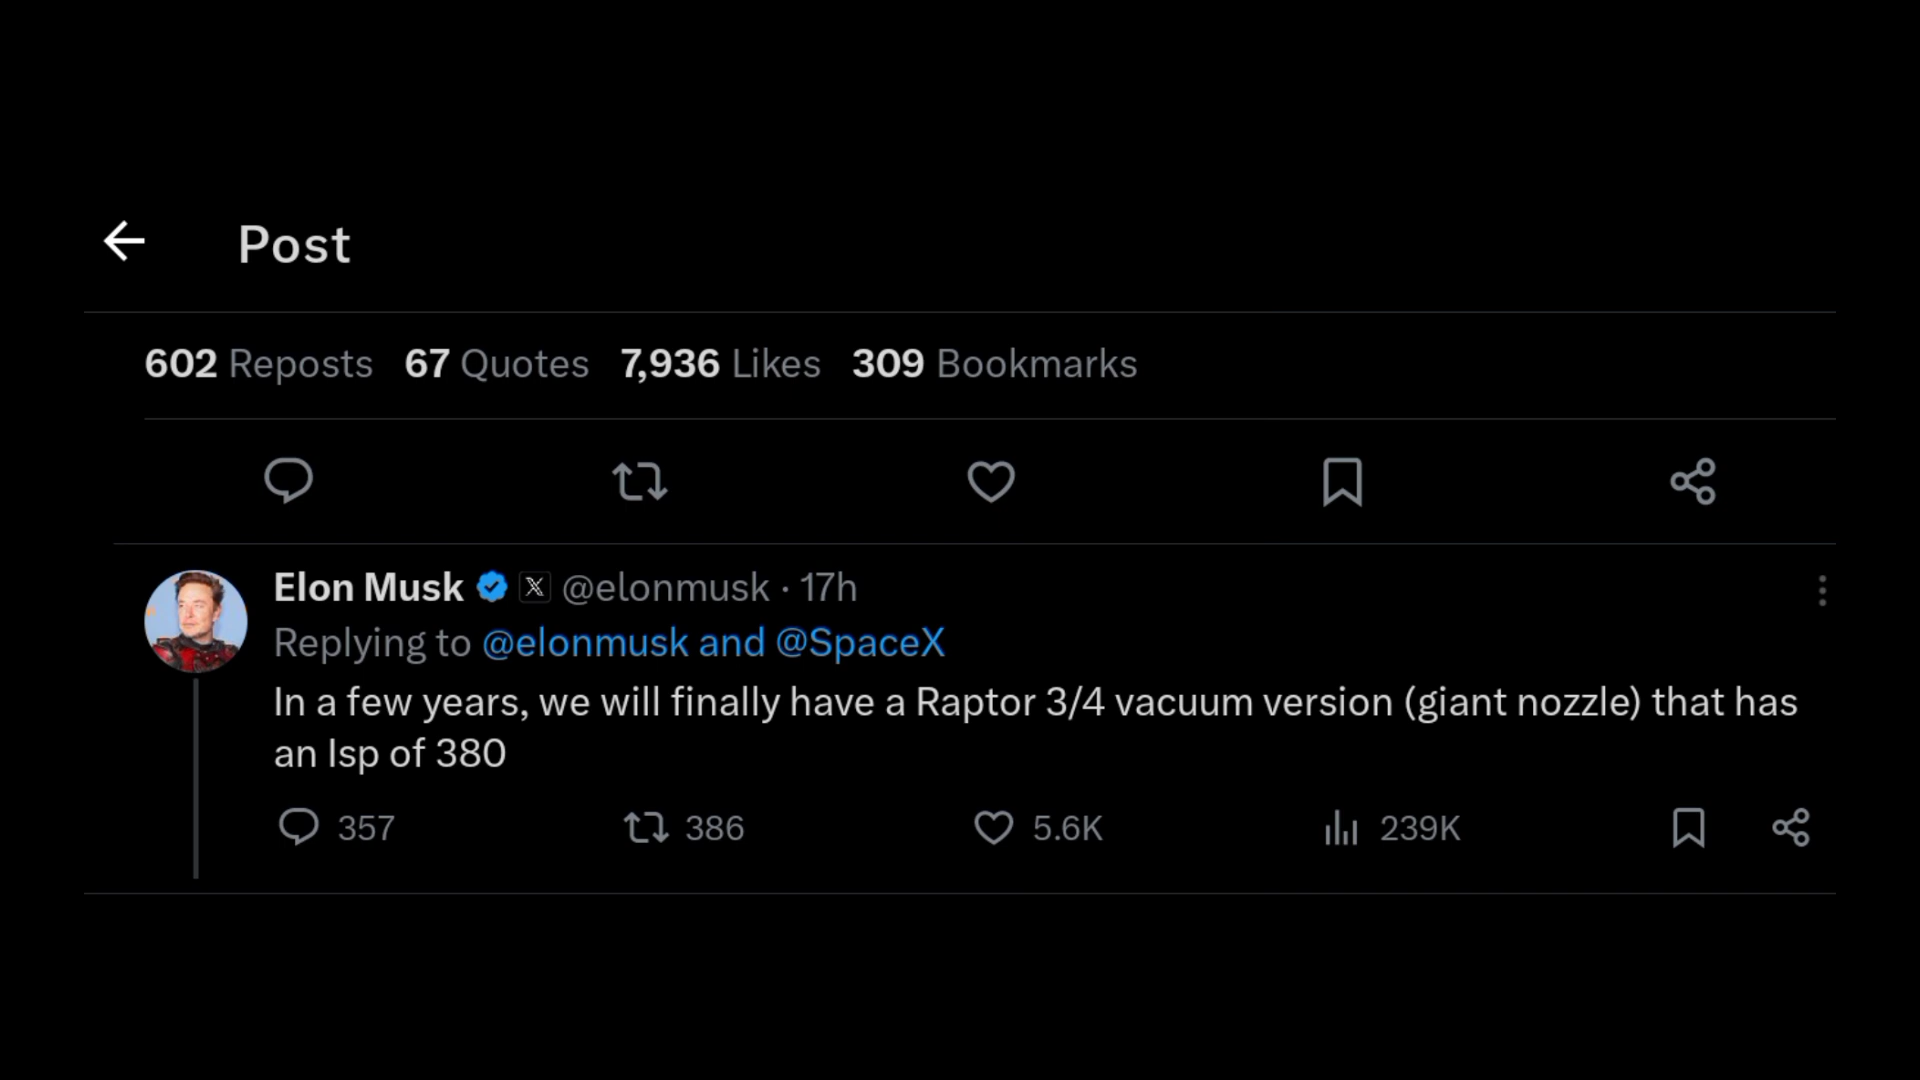 Post
602 Reposts 67 Quotes 7,936 Likes 309 Bookmarks
Elon Musk X @elonmusk · 17h
Replying to @elonmusk and @SpaceX
In a few years, we will finally have a Raptor 3/4 vacuum version (giant nozzle) that has
an Isp of 380
357 386 5.6K 239K